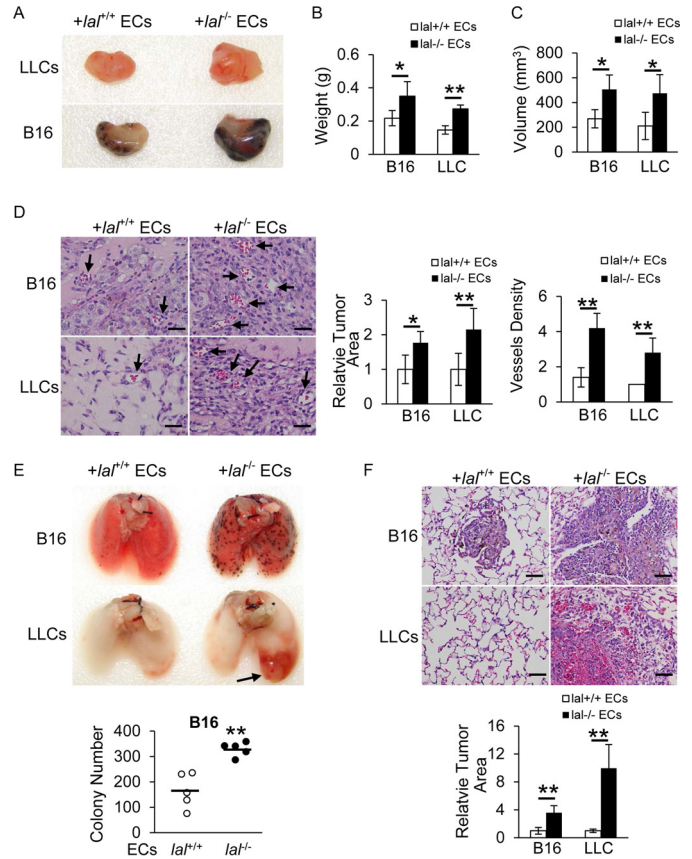 A
+lal+/+ ECs
+lal-/- ECs
LLCs
B16
B
lal+/+ ECs
lal-/- ECs
Weight (g)
0.6
0.4
0.2
0
*
**
B16
LLC
C
lal+/+ ECs
lal-/- ECs
Volume (mm³)
800
600
400
200
0
*
*
B16
LLC
D
+lal+/+ ECs
+lal-/- ECs
B16
LLCs
lal+/+ ECs
lal-/- ECs
Relatvie Tumor
Area
4
3
2
1
0
*
**
B16
LLC
lal+/+ ECs
lal-/- ECs
Vessels Density
8
6
4
2
0
**
**
B16
LLC
E
+lal+/+ ECs
+lal-/- ECs
B16
LLCs
B16
Colony Number
400
300
200
100
0
**
ECs
lal+/+
lal-/-
F
+lal+/+ ECs
+lal-/- ECs
B16
LLCs
lal+/+ ECs
lal-/- ECs
Relatvie Tumor
Area
15
10
5
0
**
**
B16
LLC